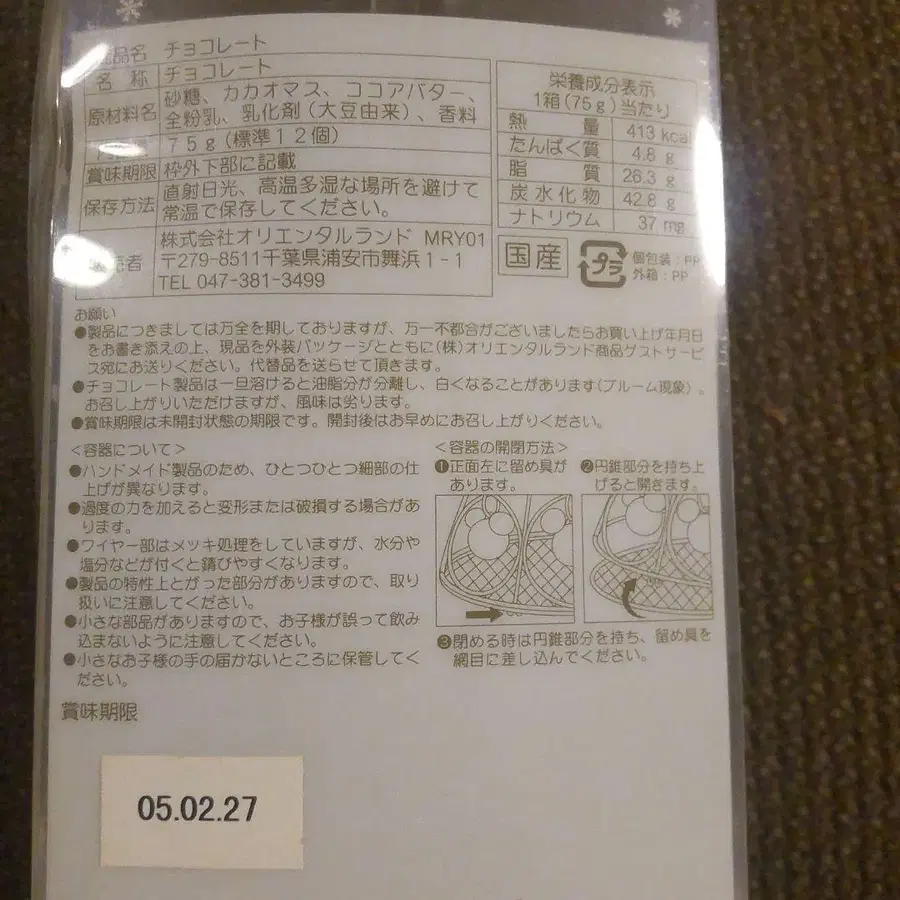 品名 チョコレート
名称 チョコレート
原材料名 砂糖、カカオマス、ココアバター、
全粉乳、乳化剤（大豆由来）、香料
75g（標準12個）
賞味期限 枠外下部に記載
保存方法 直射日光、高温多湿な場所を避けて
常温で保存してください。
売者 株式会社オリエンタルランド MRY01
〒279-8511千葉県浦安市舞浜1-1
TEL 047-381-3499
栄養成分表示
1箱(75g)当たり
熱量 413 kcal
たんぱく質 4.8 g
脂質 26.3 g
炭水化物 42.8 g
ナトリウム 37 mg
国産
プラ
個包装：PP
外箱：PP
お願い
●製品につきましては万全を期しておりますが、万一不都合がございましたらお買い上げ年月日
をお書き添えの上、現品を外装パッケージとともに(株)オリエンタルランド商品ゲストサービ
ス宛にお送りください。代替品を送らせて頂きます。
●チョコレート製品は一旦溶けると油脂分が分離し、白くなることがあります(ブルーム現象)。
お召し上がりいただけますが、風味は劣ります。
●賞味期限は未開封状態の期限です。開封後はお早めにお召し上がりください。
＜容器について＞
●ハンドメイド製品のため、ひとつひとつ細部の仕
上げが異なります。
●過度の力を加えると変形または破損する場合があ
ります。
●ワイヤー部はメッキ処理をしていますが、水分や
塩分などが付くと錆びやすくなります。
●製品の特性上とがった部分がありますので、取り
扱いに注意してください。
●小さな部品がありますので、お子様が誤って飲み
込まないように注意してください。
●小さなお子様の手の届かないところに保管してく
ださい。
＜容器の開閉方法＞
❶正面左に留め具が
あります。
❷円錐部分を持ち上
げると開きます。
❸閉める時は円錐部分を持ち、留め具を
網目に差し込んでください。
賞味期限
05.02.27